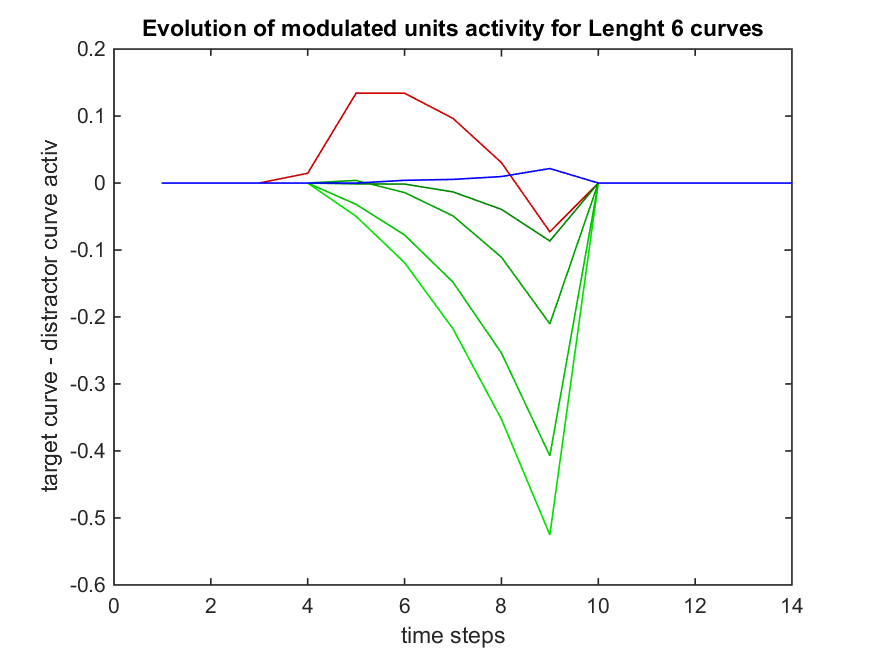 Evolution of modulated units activity for Lenght 6 curves
0.2
0.1
0
-0.1
-0.2
-0.3
-0.4
-0.5
-0.6
target curve - distractor curve activ
0 2 4 6 8 10 12 14
time steps